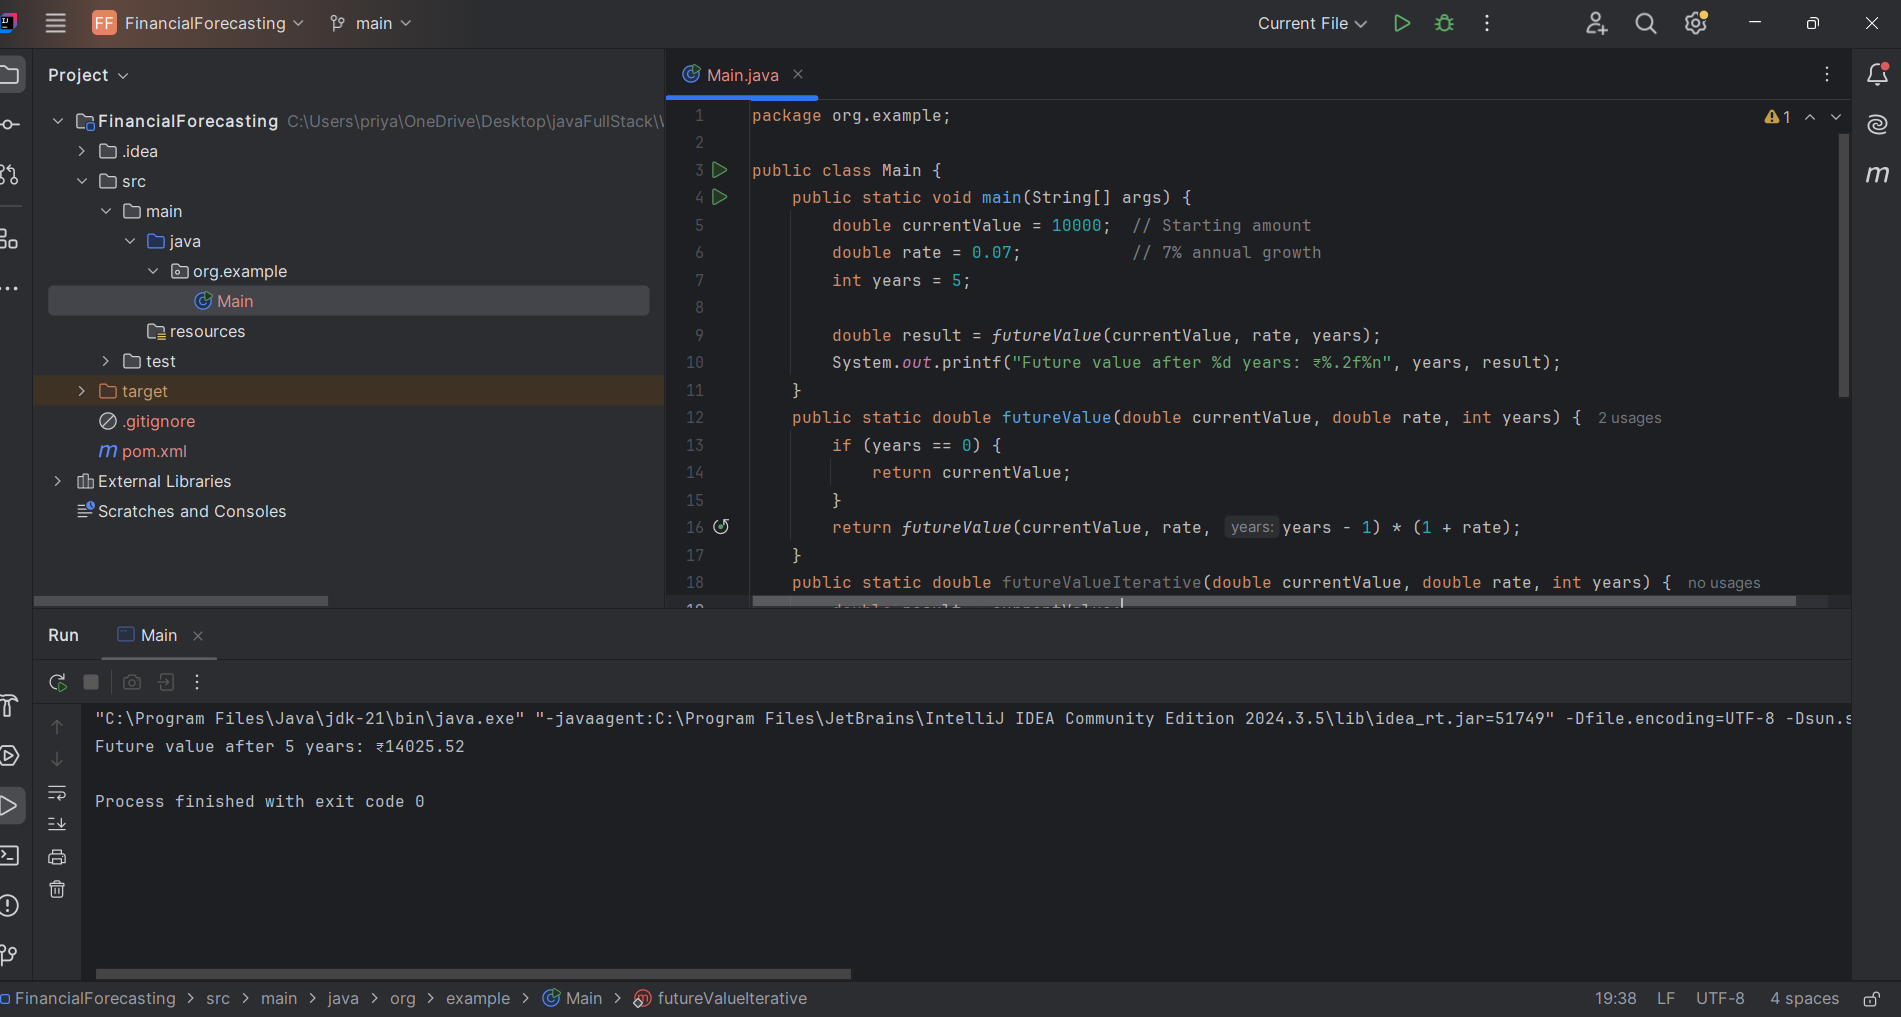 FF FinancialForecasting main Current File
Project
FinancialForecasting C:\Users\priya\OneDrive\Desktop\javaFullStack\
.idea
src
main
java
org.example
Main
resources
test
target
.gitignore
m pom.xml
External Libraries
Scratches and Consoles
Main.java
1 package org.example;
2
3 public class Main {
4 public static void main(String[] args) {
5 double currentValue = 10000; // Starting amount
6 double rate = 0.07; // 7% annual growth
7 int years = 5;
8
9 double result = futureValue(currentValue, rate, years);
10 System.out.printf("Future value after %d years: ₹%.2f%n", years, result);
11 }
12 public static double futureValue(double currentValue, double rate, int years) { 2 usages
13 if (years == 0) {
14 return currentValue;
15 }
16 return futureValue(currentValue, rate, years: years - 1) * (1 + rate);
17 }
18 public static double futureValueIterative(double currentValue, double rate, int years) { no usages
19 double result = currentValue;
1
m
Run Main
"C:\Program Files\Java\jdk-21\bin\java.exe" "-javaagent:C:\Program Files\JetBrains\IntelliJ IDEA Community Edition 2024.3.5\lib\idea_rt.jar=51749" -Dfile.encoding=UTF-8 -Dsun.s
Future value after 5 years: ₹14025.52
Process finished with exit code 0
FinancialForecasting > src > main > java > org > example > Main > futureValueIterative 19:38 LF UTF-8 4 spaces